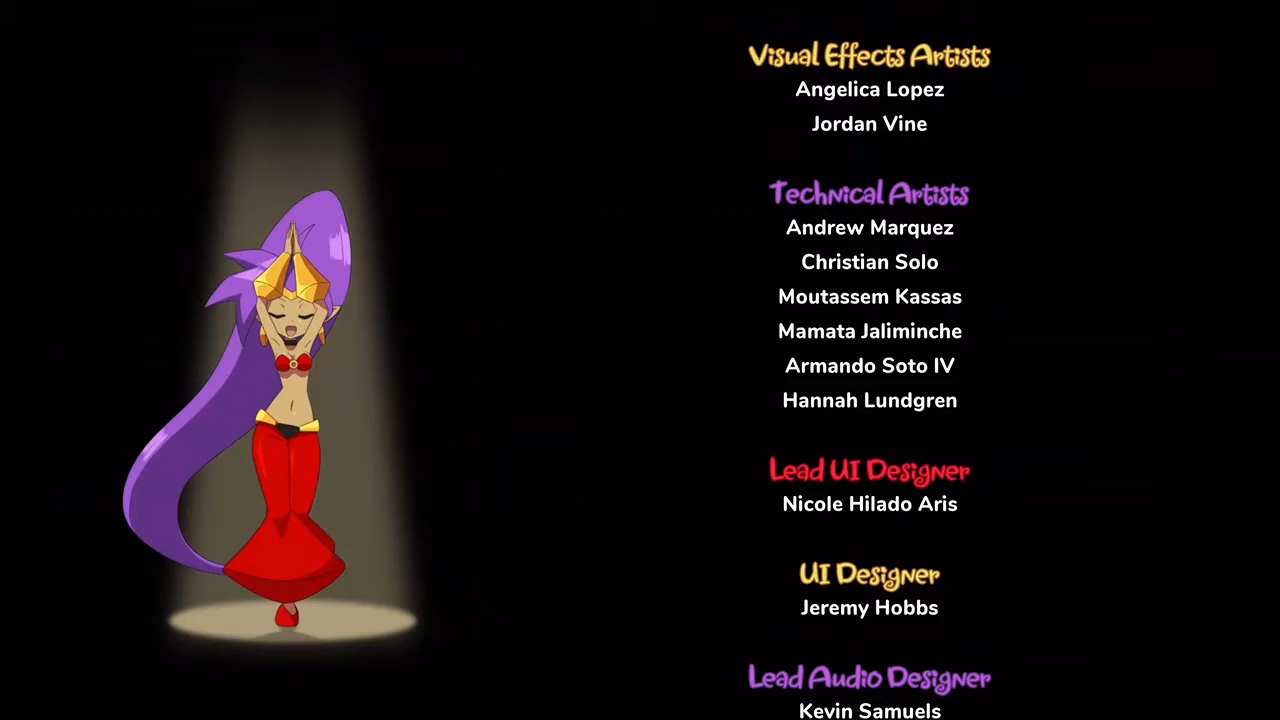 Visual Effects Artists
Angelica Lopez
Jordan Vine
Technical Artists
Andrew Marquez
Christian Solo
Moutassem Kassas
Mamata Jaliminche
Armando Soto IV
Hannah Lundgren
Lead UI Designer
Nicole Hilado Aris
UI Designer
Jeremy Hobbs
Lead Audio Designer
Kevin Samuels